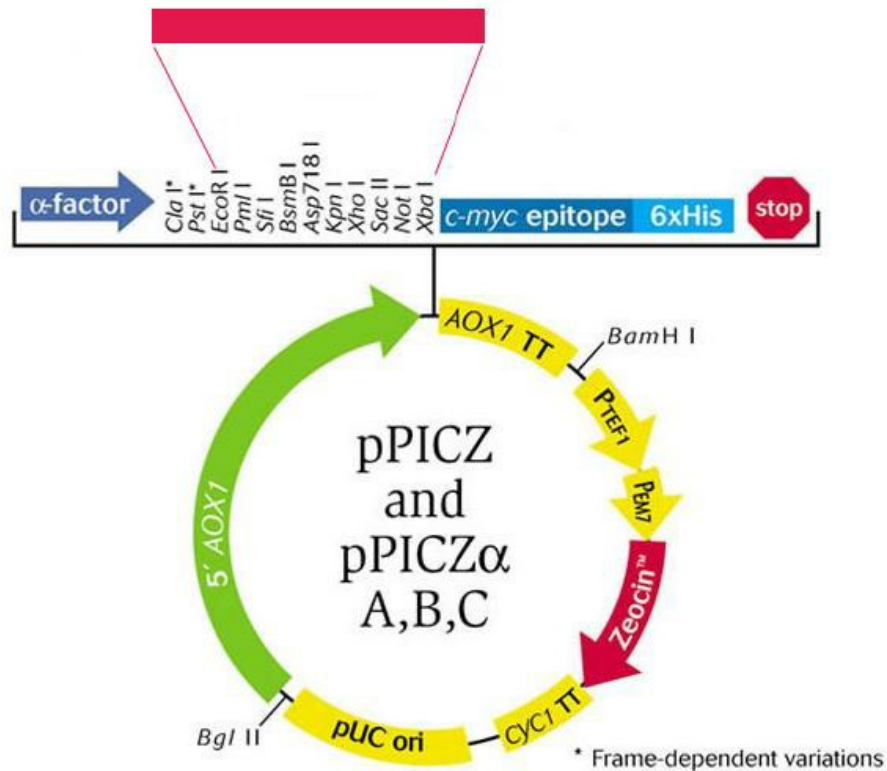 α-factor
Cla I*
Pst I*
EcoR I
Pml I
Sfi I
BsmB I
Asp718 I
Kpn I
Xho I
Sac II
Not I
Xba I
c-myc epitope
6xHis
stop
AOX1 TT
BamH I
PTEF1
PEM7
Zeocin™
CYC1 TT
pUC ori
Bgl II
5´ AOX1
pPICZ
and
pPICZα
A,B,C
* Frame-dependent variations